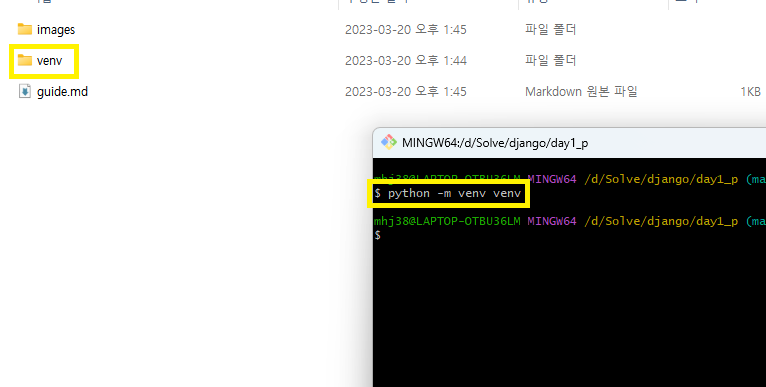 images 2023-03-20 오후 1:45 파일 폴더
venv 2023-03-20 오후 1:44 파일 폴더
guide.md 2023-03-20 오후 1:45 Markdown 원본 파일 1KB
MINGW64:/d/Solve/django/day1_p
mhj38@LAPTOP-OTBU36LM MINGW64 /d/Solve/django/day1_p (ma
$ python -m venv venv
mhj38@LAPTOP-OTBU36LM MINGW64 /d/Solve/django/day1_p (ma
$